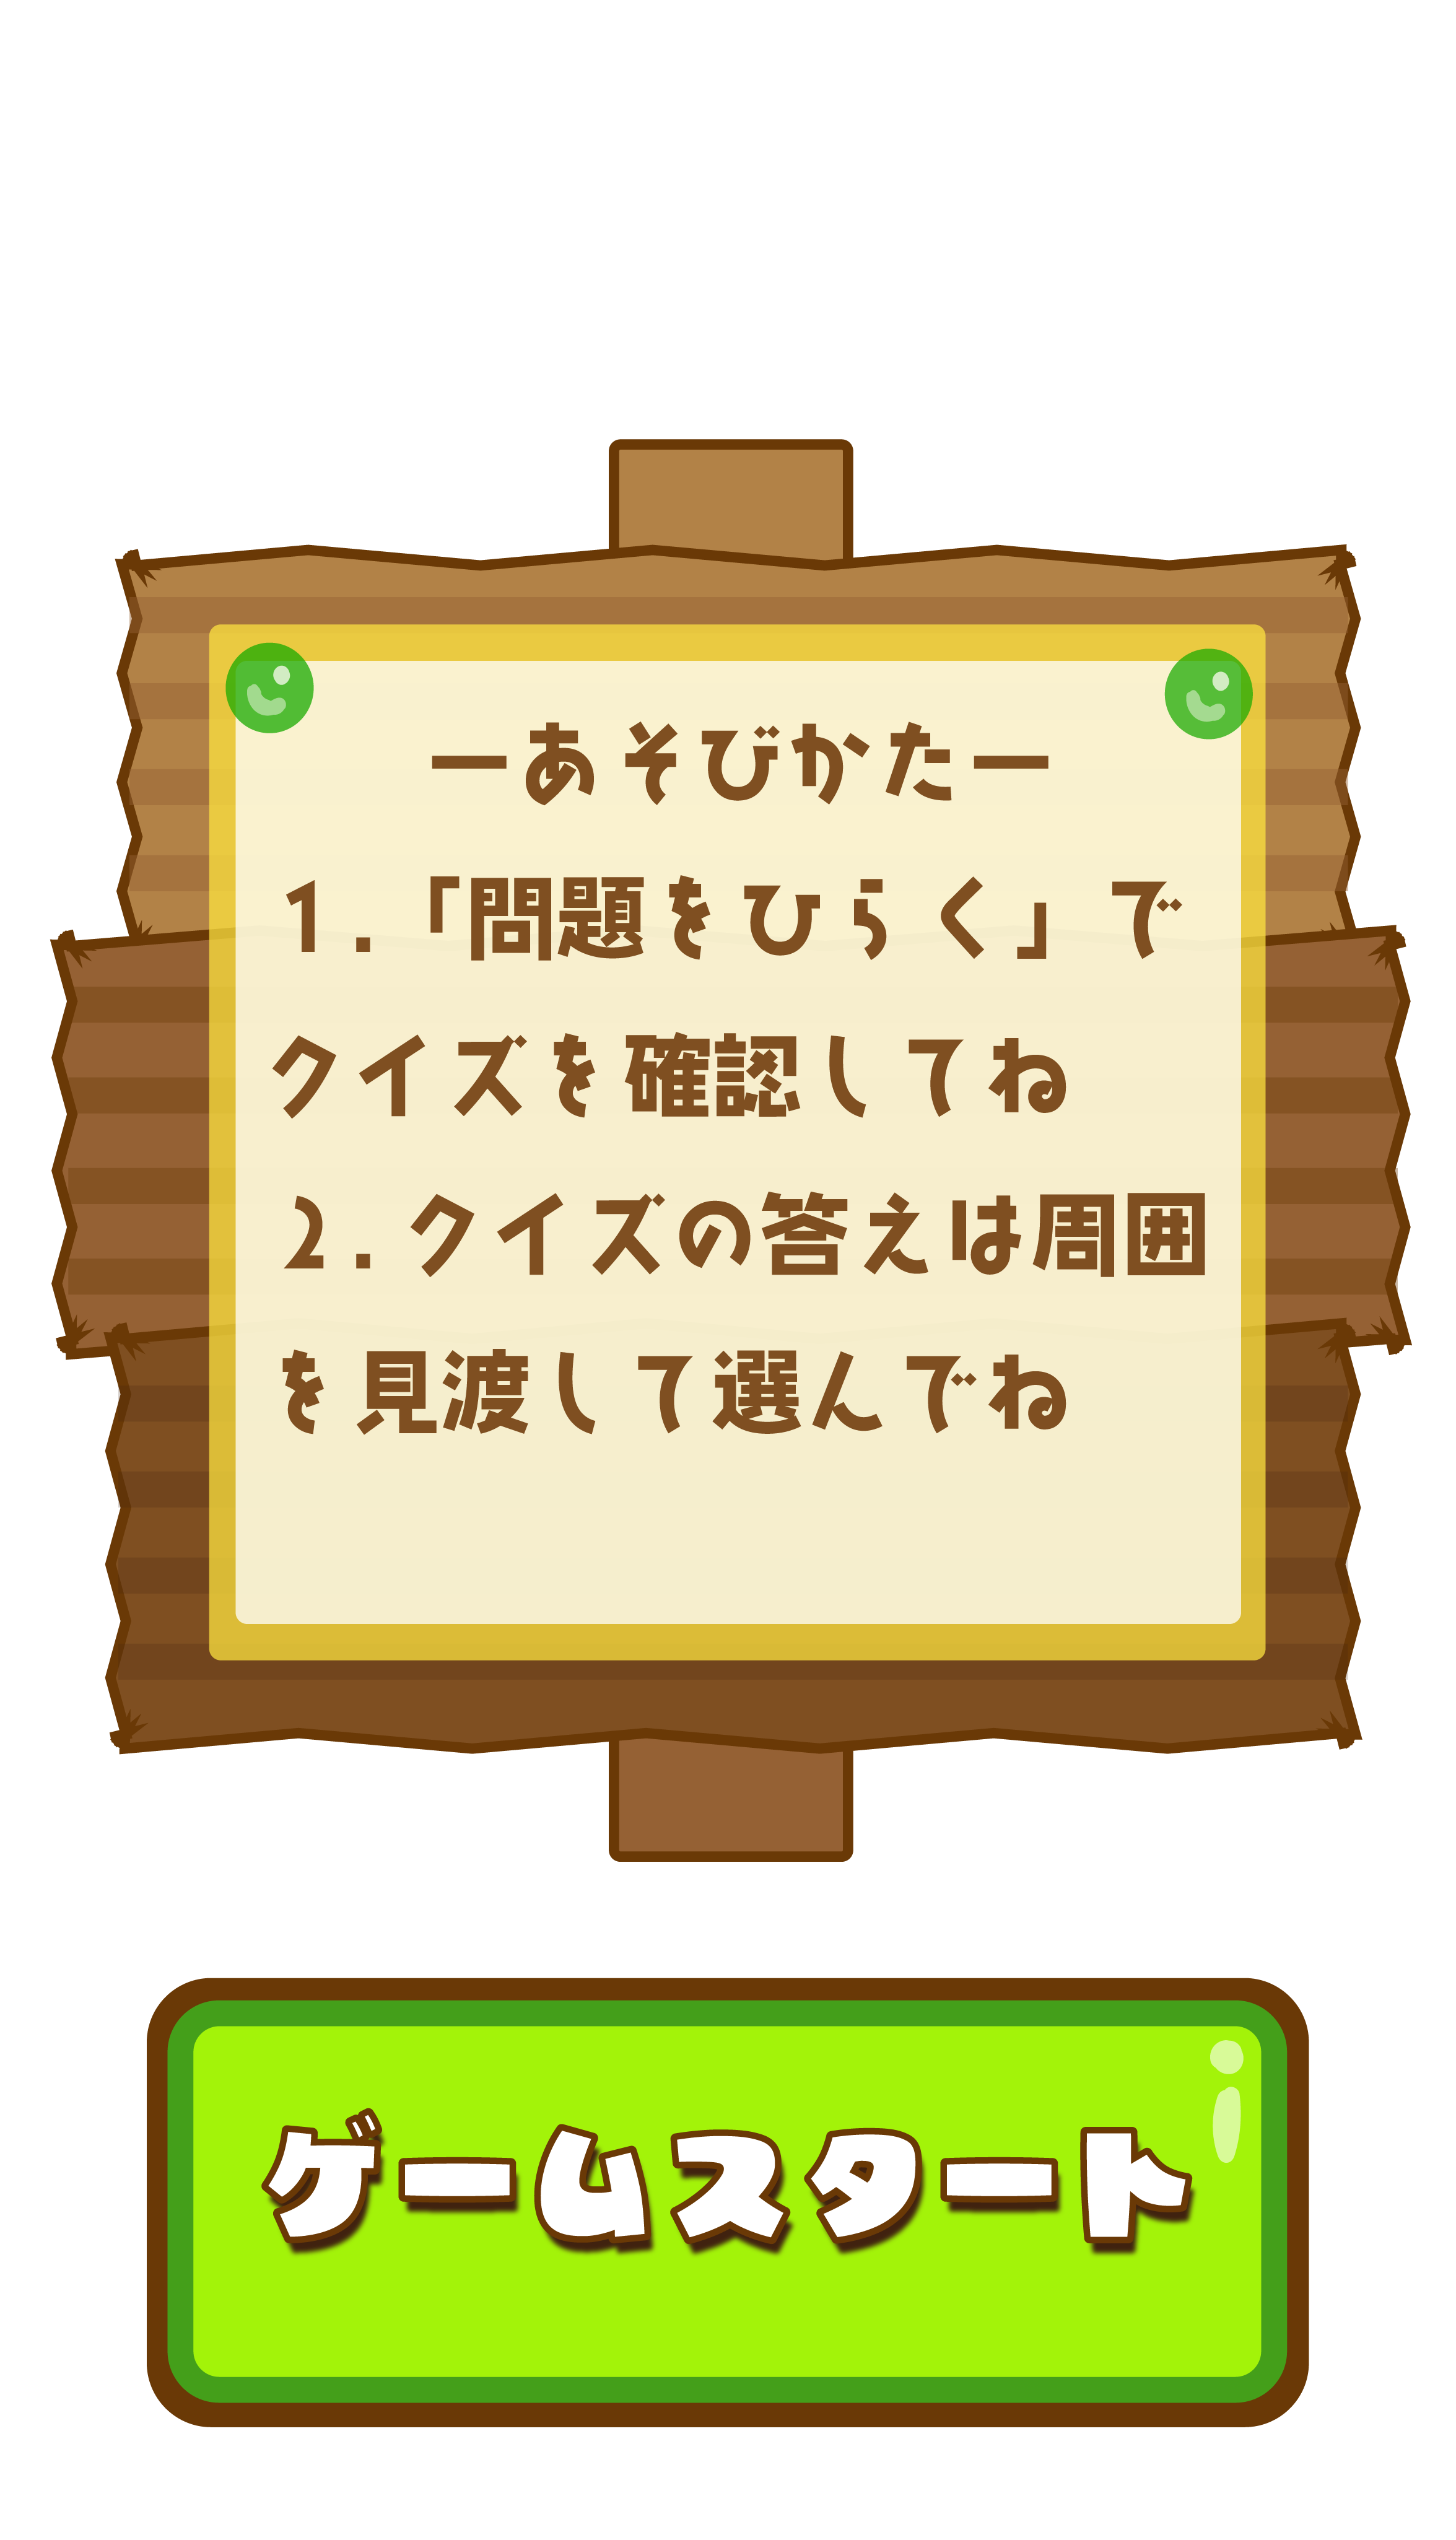 ーあそびかたー
1.「問題をひらく」で
クイズを確認してね
2.クイズの答えは周囲
を見渡して選んでね
ゲームスタート